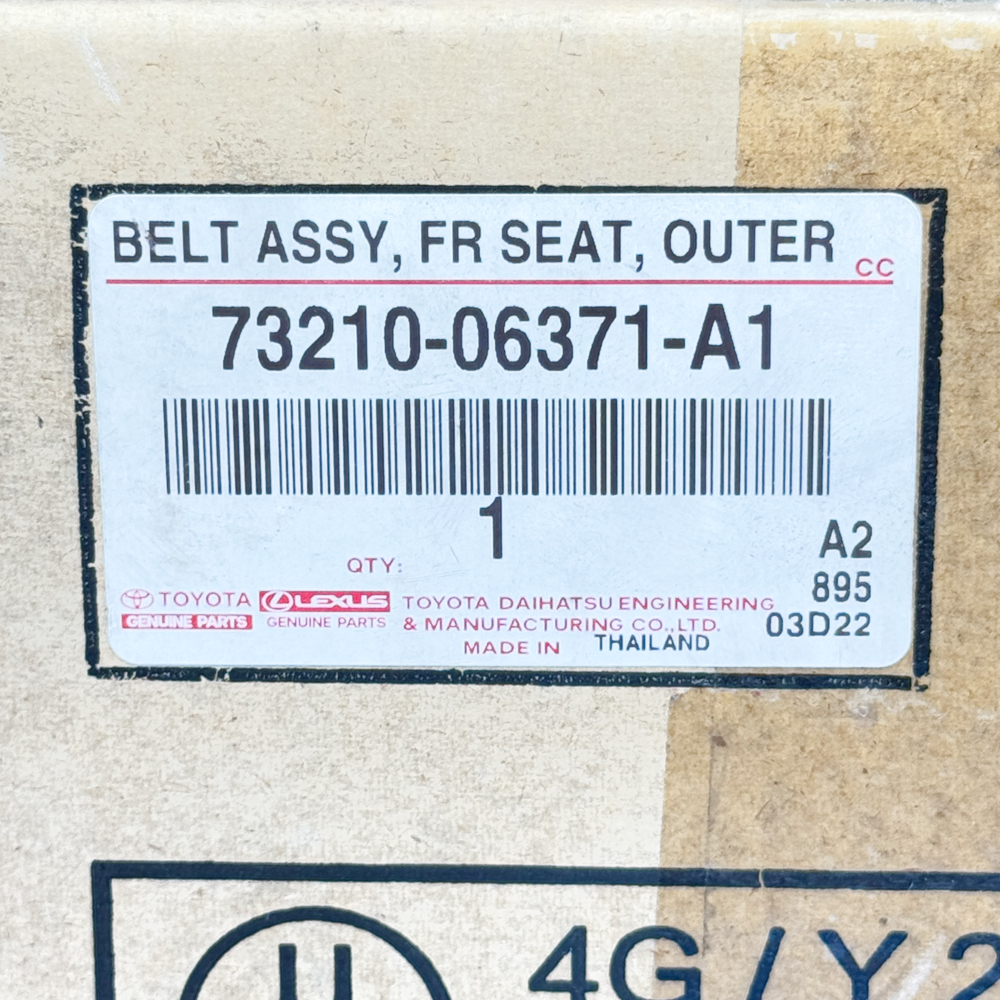 BELT ASSY, FR SEAT, OUTER
CC
73210-06371-A1
QTY: 1
A2
895
03D22
TOYOTA
GENUINE PARTS
LEXUS
GENUINE PARTS
TOYOTA DAIHATSU ENGINEERING
& MANUFACTURING CO.,LTD.
MADE IN THAILAND
4G/Y2